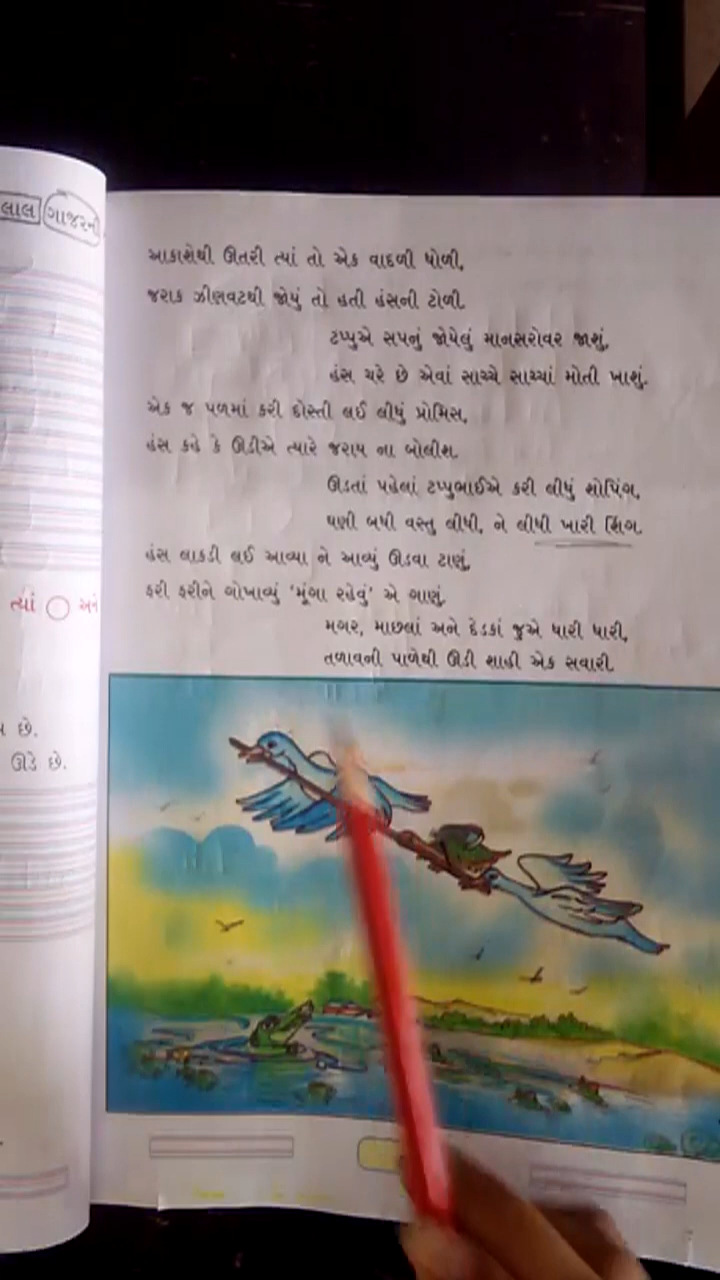 લાલ ગાજરની
આકાશેથી ઊતરી ત્યાં તો એક વાદળી ધોળી,
જરાક ઝીણવટથી જોયું તો હતી હંસની ટોળી.
ટપ્પુએ સપનું જોયેલું માનસરોવર જાશું,
હંસ ચરે છે એવાં સાચ્ચે સાચ્ચાં મોતી ખાશું.
એક જ પળમાં કરી દોસ્તી લઈ લીધું પ્રોમિસ,
હંસ કહે કે ઊડીએ ત્યારે જરાય ના બોલીશ.
ઊડતાં પહેલાં ટપ્પુભાઈએ કરી લીધું શોપિંગ,
ઘણી બધી વસ્તુ લીધી, ને લીધી ખારી શિંગ.
હંસ લાકડી લઈ આવ્યા ને આવ્યું ઊડવા ટાણું,
ફરી ફરીને ગોખાવ્યું 'મૂંગા રહેવું' એ ગાણું.
મગર, માછલાં અને દેડકાં જુએ ધારી ધારી,
તળાવની પાળેથી ઊડી શાહી એક સવારી.
ત્યાં અને
છે.
ઊડે છે.